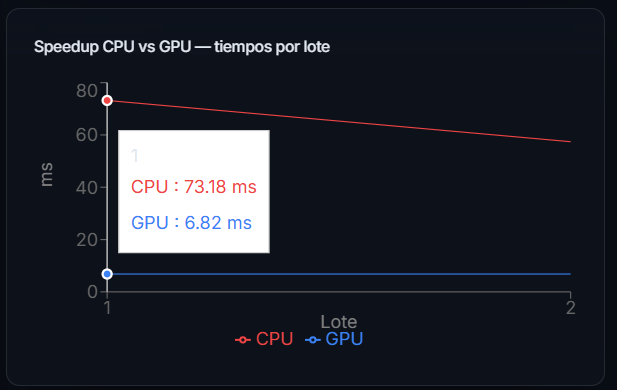 Speedup CPU vs GPU — tiempos por lote
80
60
40
20
0
ms
1
CPU : 73.18 ms
GPU : 6.82 ms
1
2
Lote
CPU
GPU